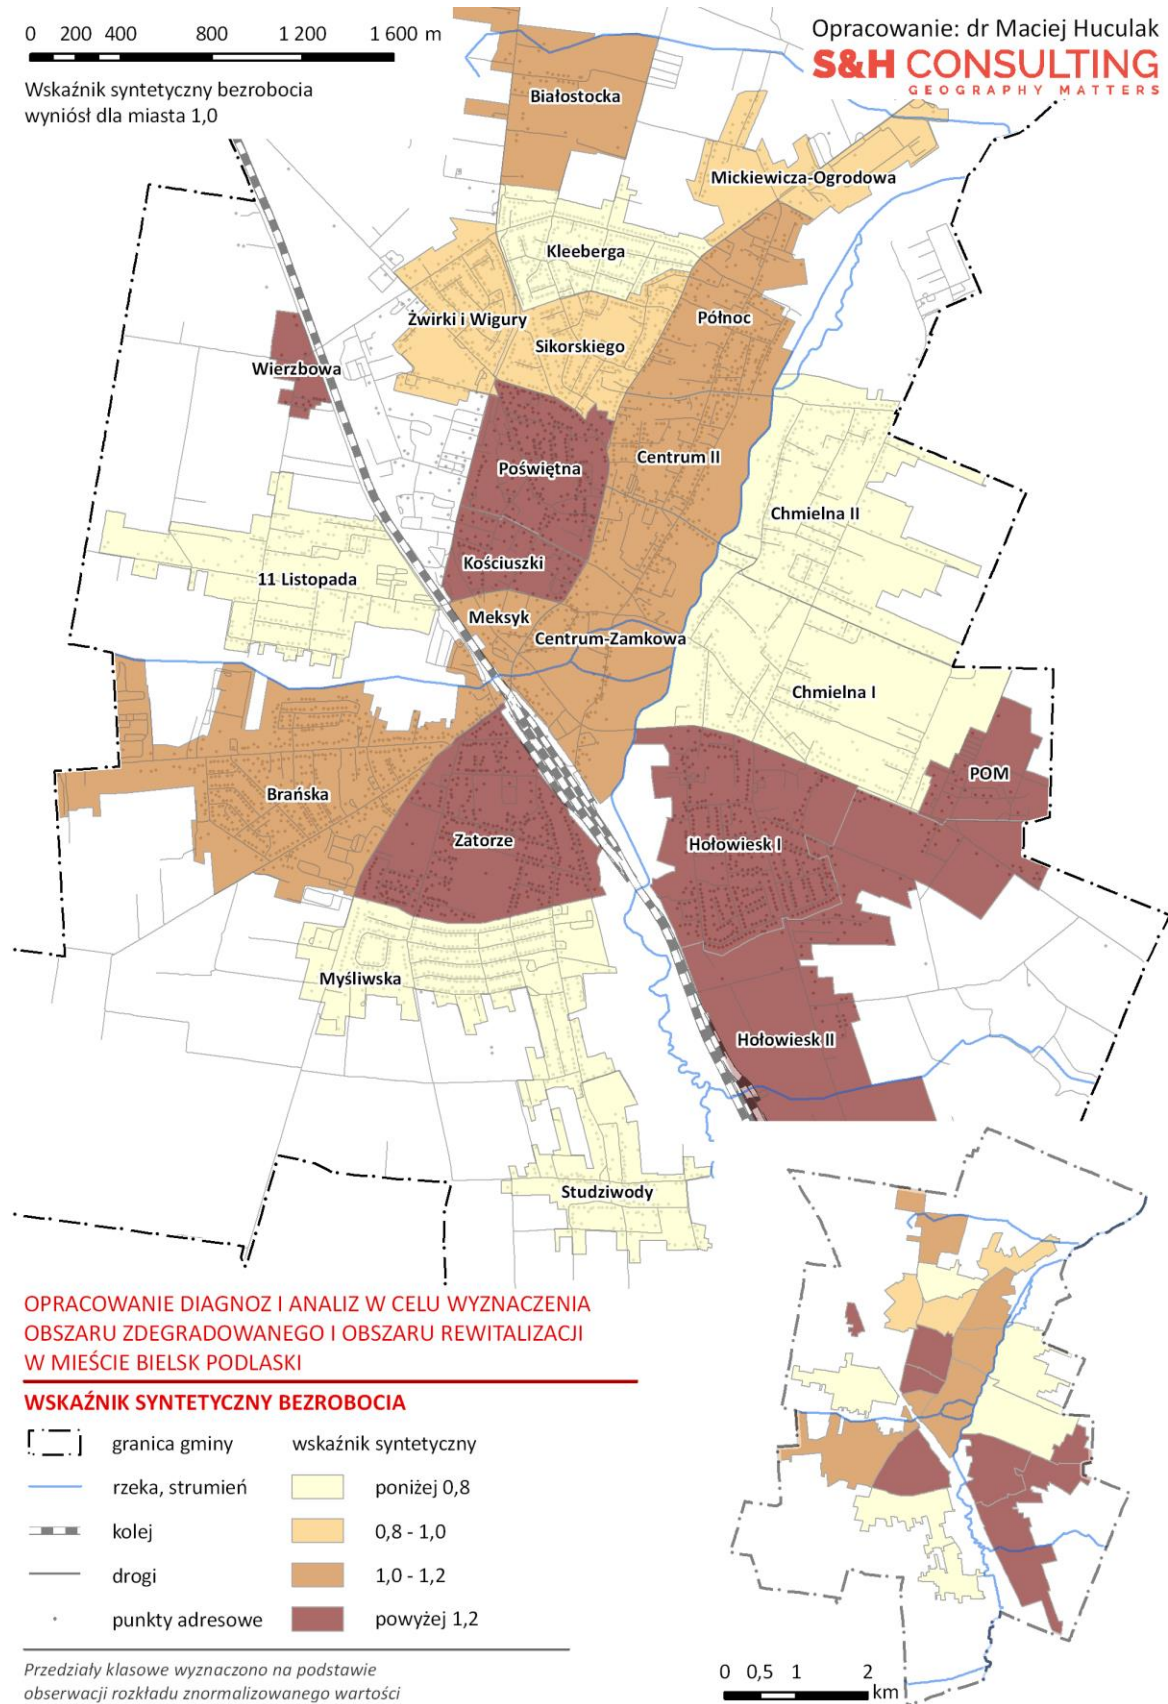 0 200 400 800 1 200 1 600 m
Wskaźnik syntetyczny bezrobocia
wyniósł dla miasta 1,0
Opracowanie: dr Maciej Huculak
S&H CONSULTING
GEOGRAPHY MATTERS
Białostocka
Mickiewicza-Ogrodowa
Kleeberga
Żwirki i Wigury
Północ
Sikorskiego
Wierzbowa
Poświętna
Centrum II
Chmielna II
Kościuszki
11 Listopada
Meksyk
Centrum-Zamkowa
Chmielna I
POM
Brańska
Zatorze
Hołowiesk I
Myśliwska
Hołowiesk II
Studziwody
OPRACOWANIE DIAGNOZ I ANALIZ W CELU WYZNACZENIA
OBSZARU ZDEGRADOWANEGO I OBSZARU REWITALIZACJI
W MIEŚCIE BIELSK PODLASKI
WSKAŹNIK SYNTETYCZNY BEZROBOCIA
granica gminy wskaźnik syntetyczny
rzeka, strumień poniżej 0,8
kolej 0,8 - 1,0
drogi 1,0 - 1,2
punkty adresowe powyżej 1,2
Przedziały klasowe wyznaczono na podstawie
obserwacji rozkładu znormalizowanego wartości
0 0,5 1 2
km